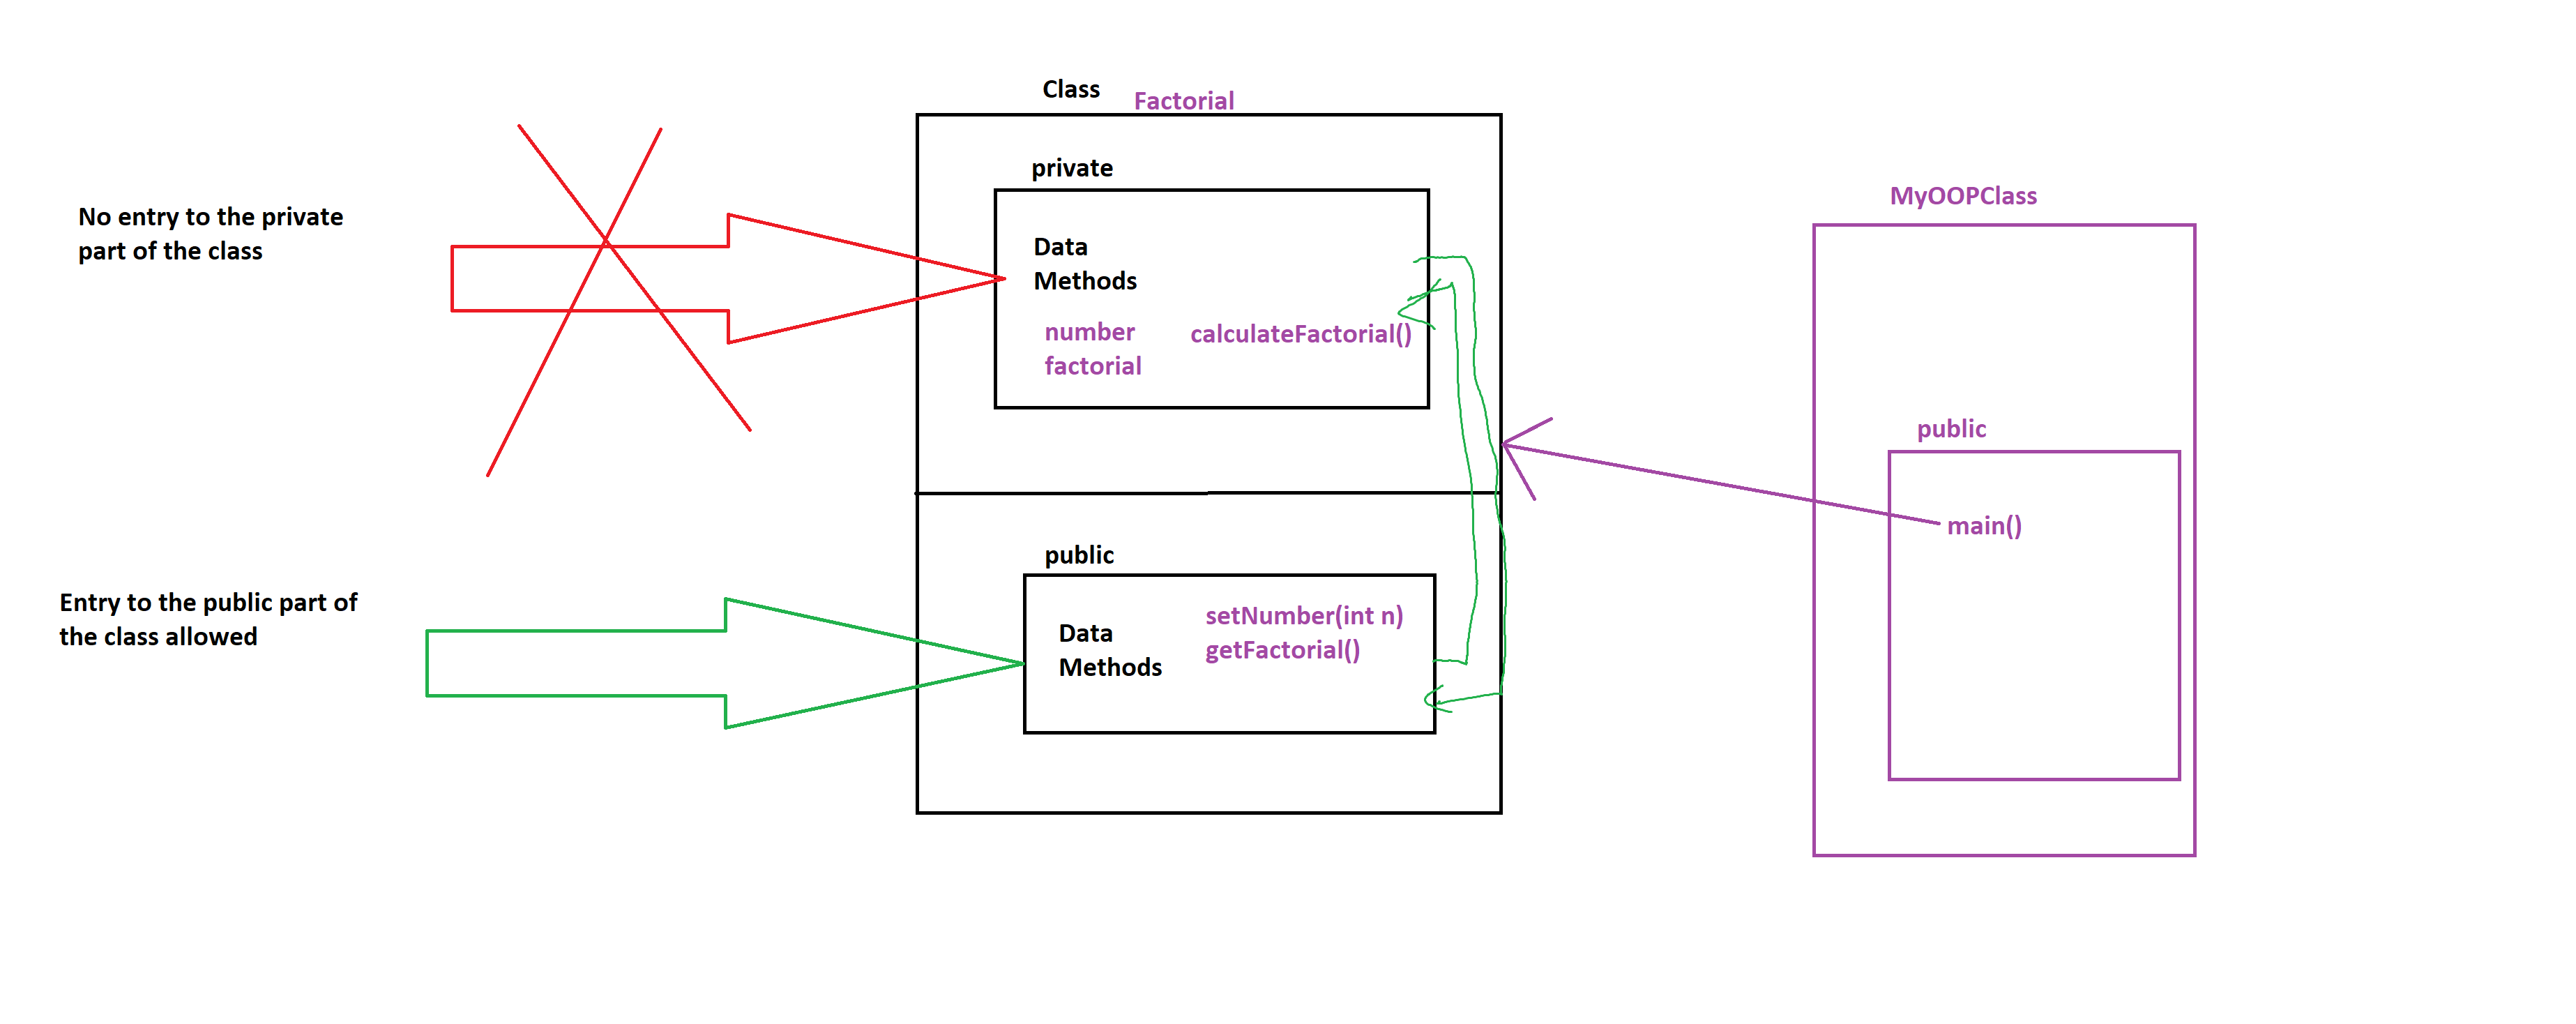 Class Factorial
private
No entry to the private
part of the class
Data
Methods
number
factorial
calculateFactorial()
Entry to the public part of
the class allowed
public
Data
Methods
setNumber(int n)
getFactorial()
MyOOPClass
public
main()